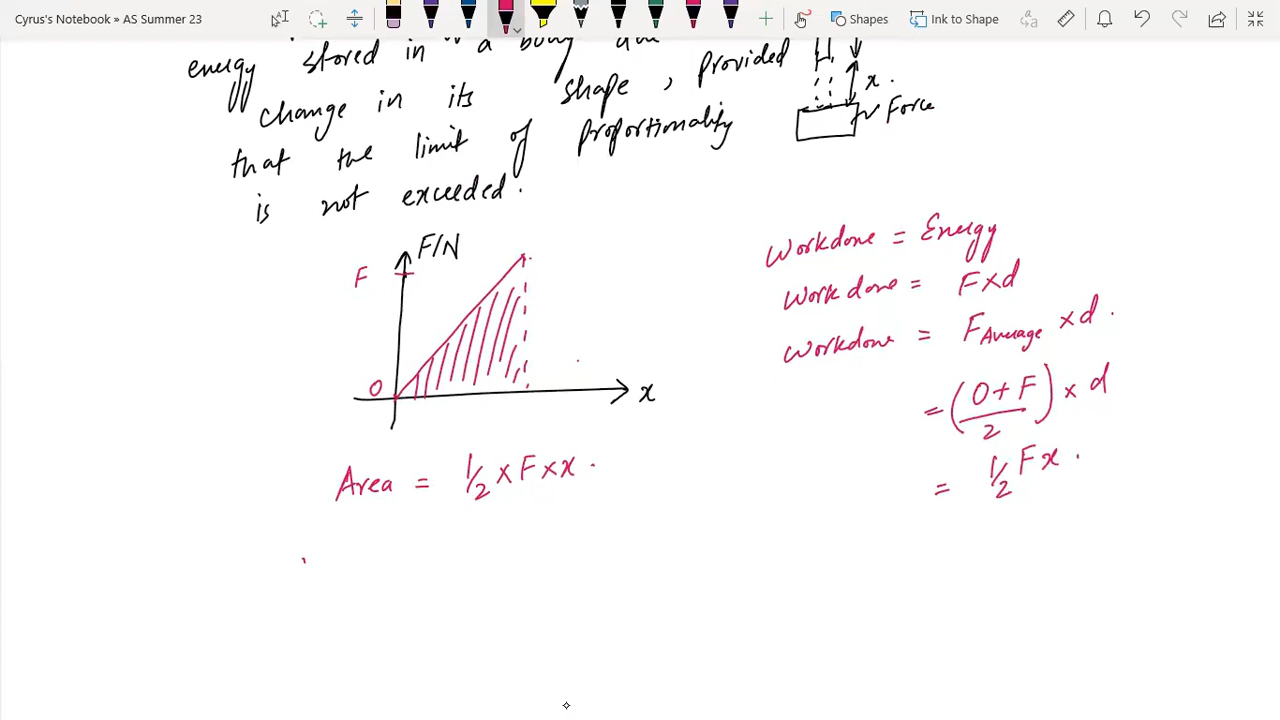 Cyrus's Notebook » AS Summer 23
Shapes
Ink to Shape
energy stored in a body due
change in its shape, provided
that the limit of proportionality
is not exceeded.
x.
Force
F/N
F
O
x
Area = 1/2 × F × x.
Workdone = Energy
Workdone = F×d
Workdone = FAverage × d.
= (O+F/2) × d
= 1/2 Fx.